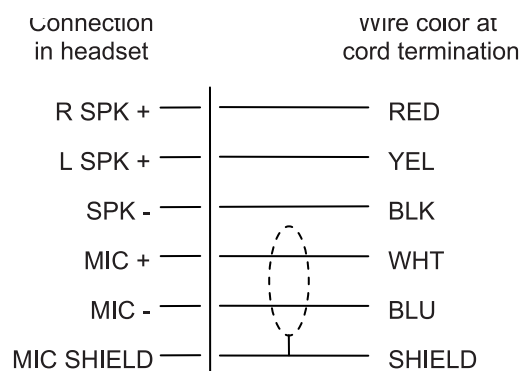 Connection
in headset
Wire color at
cord termination
R SPK + RED
L SPK + YEL
SPK - BLK
MIC + WHT
MIC - BLU
MIC SHIELD SHIELD